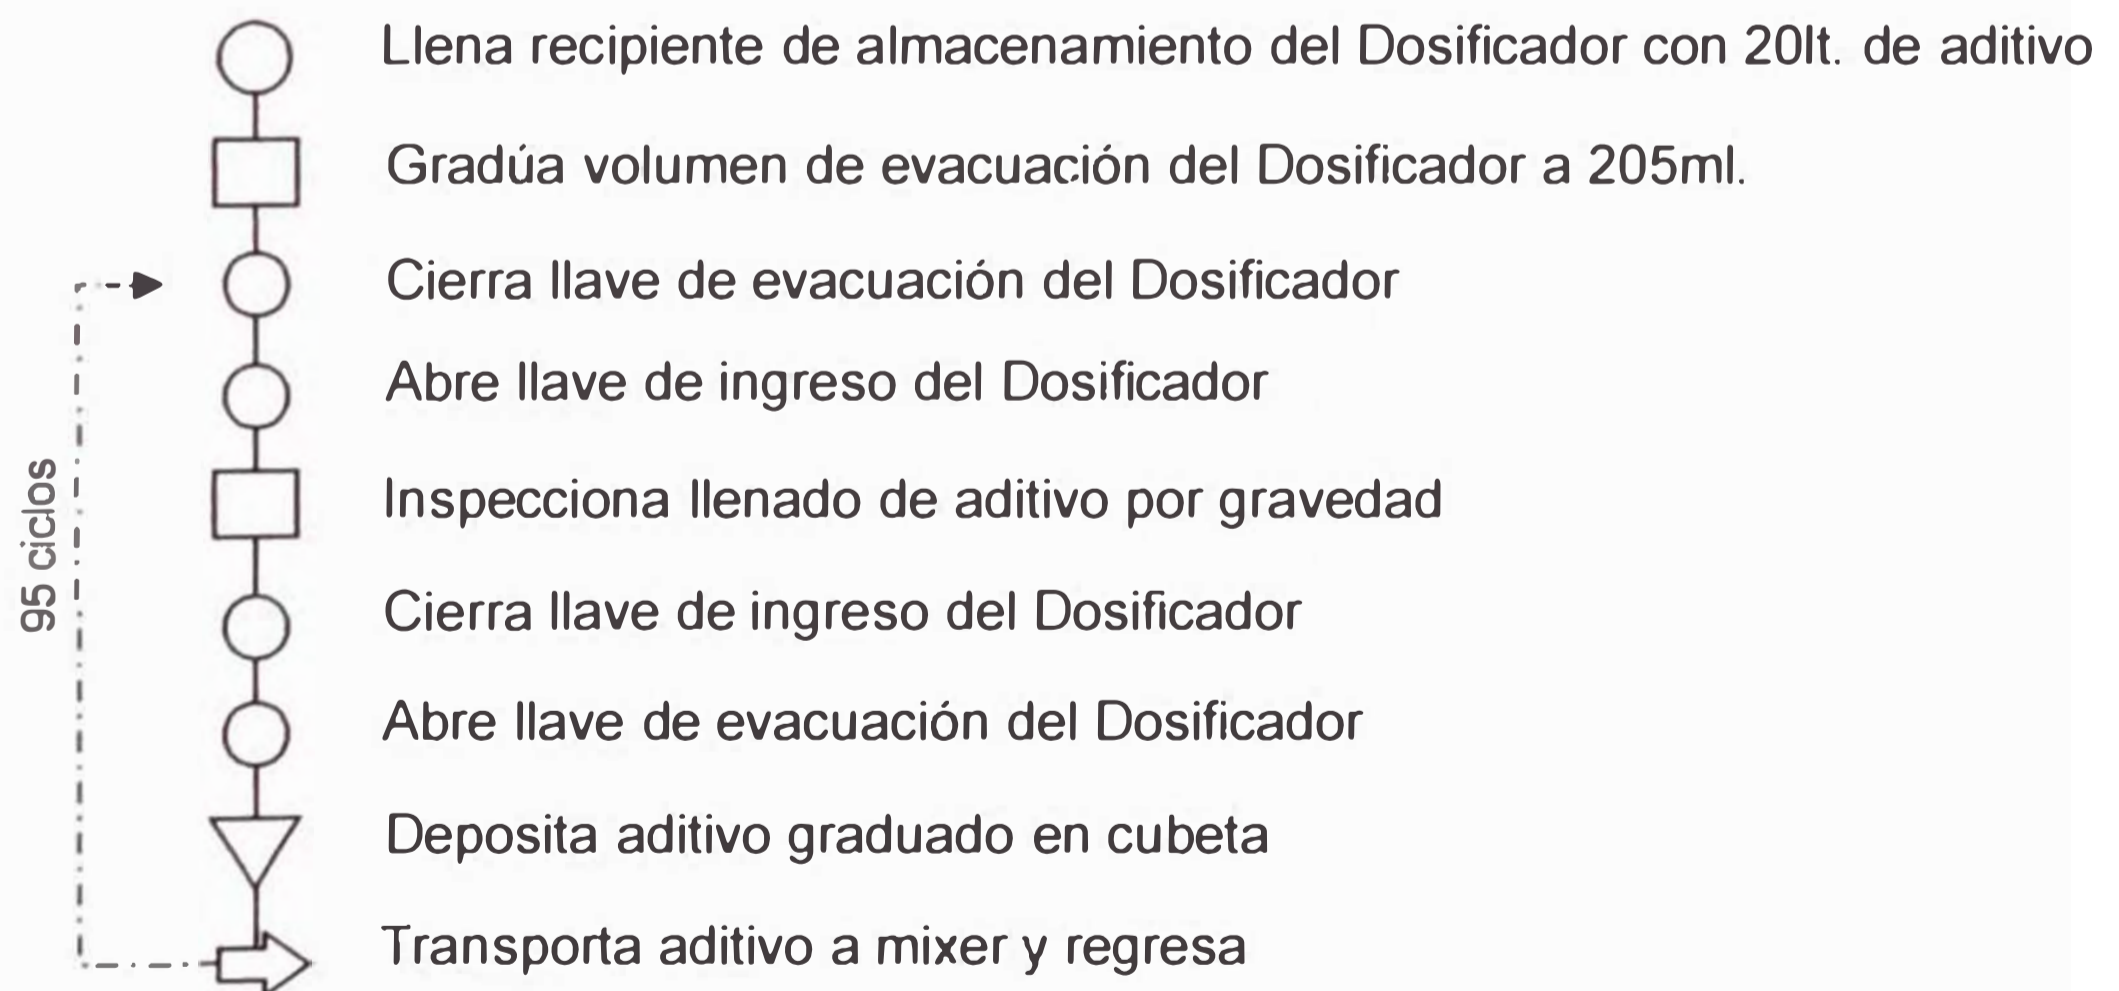 Llena recipiente de almacenamiento del Dosificador con 20lt. de aditivo
Gradúa volumen de evacuación del Dosificador a 205ml.
Cierra llave de evacuación del Dosificador
Abre llave de ingreso del Dosificador
95 ciclos
Inspecciona llenado de aditivo por gravedad
Cierra llave de ingreso del Dosificador
Abre llave de evacuación del Dosificador
Deposita aditivo graduado en cubeta
Transporta aditivo a mixer y regresa